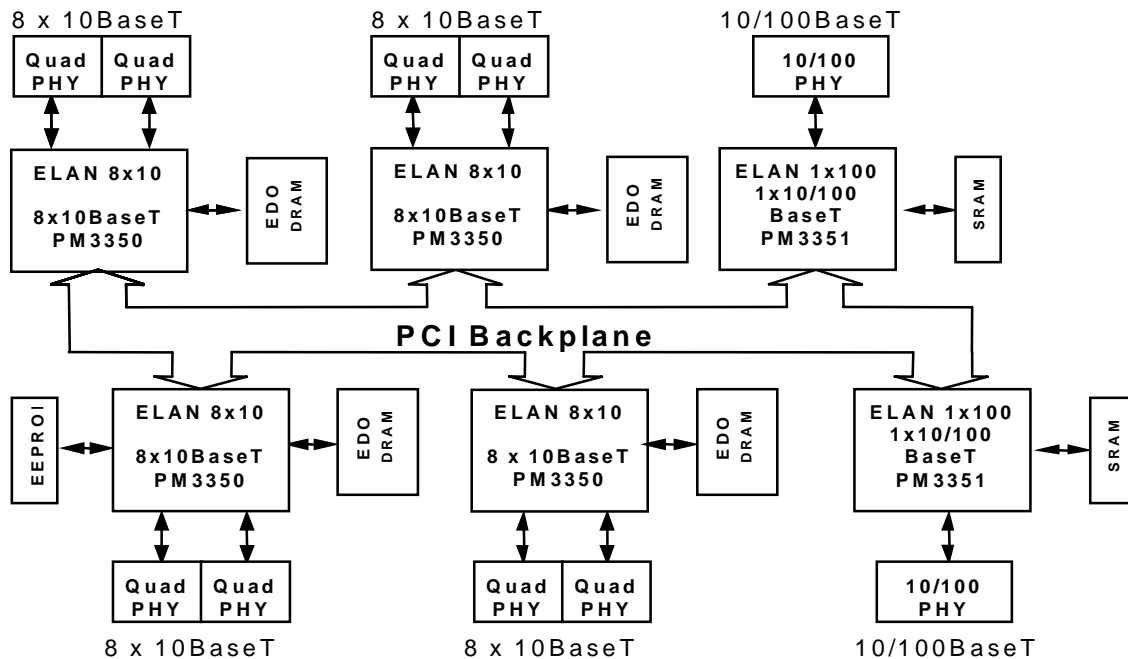 8 x 10BaseT
8 x 10BaseT
10/100BaseT
Quad PHY
Quad PHY
Quad PHY
Quad PHY
10/100
PHY
ELAN 8x10
8x10BaseT
PM3350
EDO
DRAM
ELAN 8x10
8x10BaseT
PM3350
EDO
DRAM
ELAN 1x100
1x10/100
BaseT
PM3351
SRAM
PCI Backplane
EEPROI
ELAN 8x10
8x10BaseT
PM3350
EDO
DRAM
ELAN 8x10
8 x 10BaseT
PM3350
EDO
DRAM
ELAN 1x100
1x10/100
BaseT
PM3351
SRAM
Quad PHY
Quad PHY
Quad PHY
Quad PHY
10/100
PHY
8 x 10BaseT
8 x 10BaseT
10/100BaseT